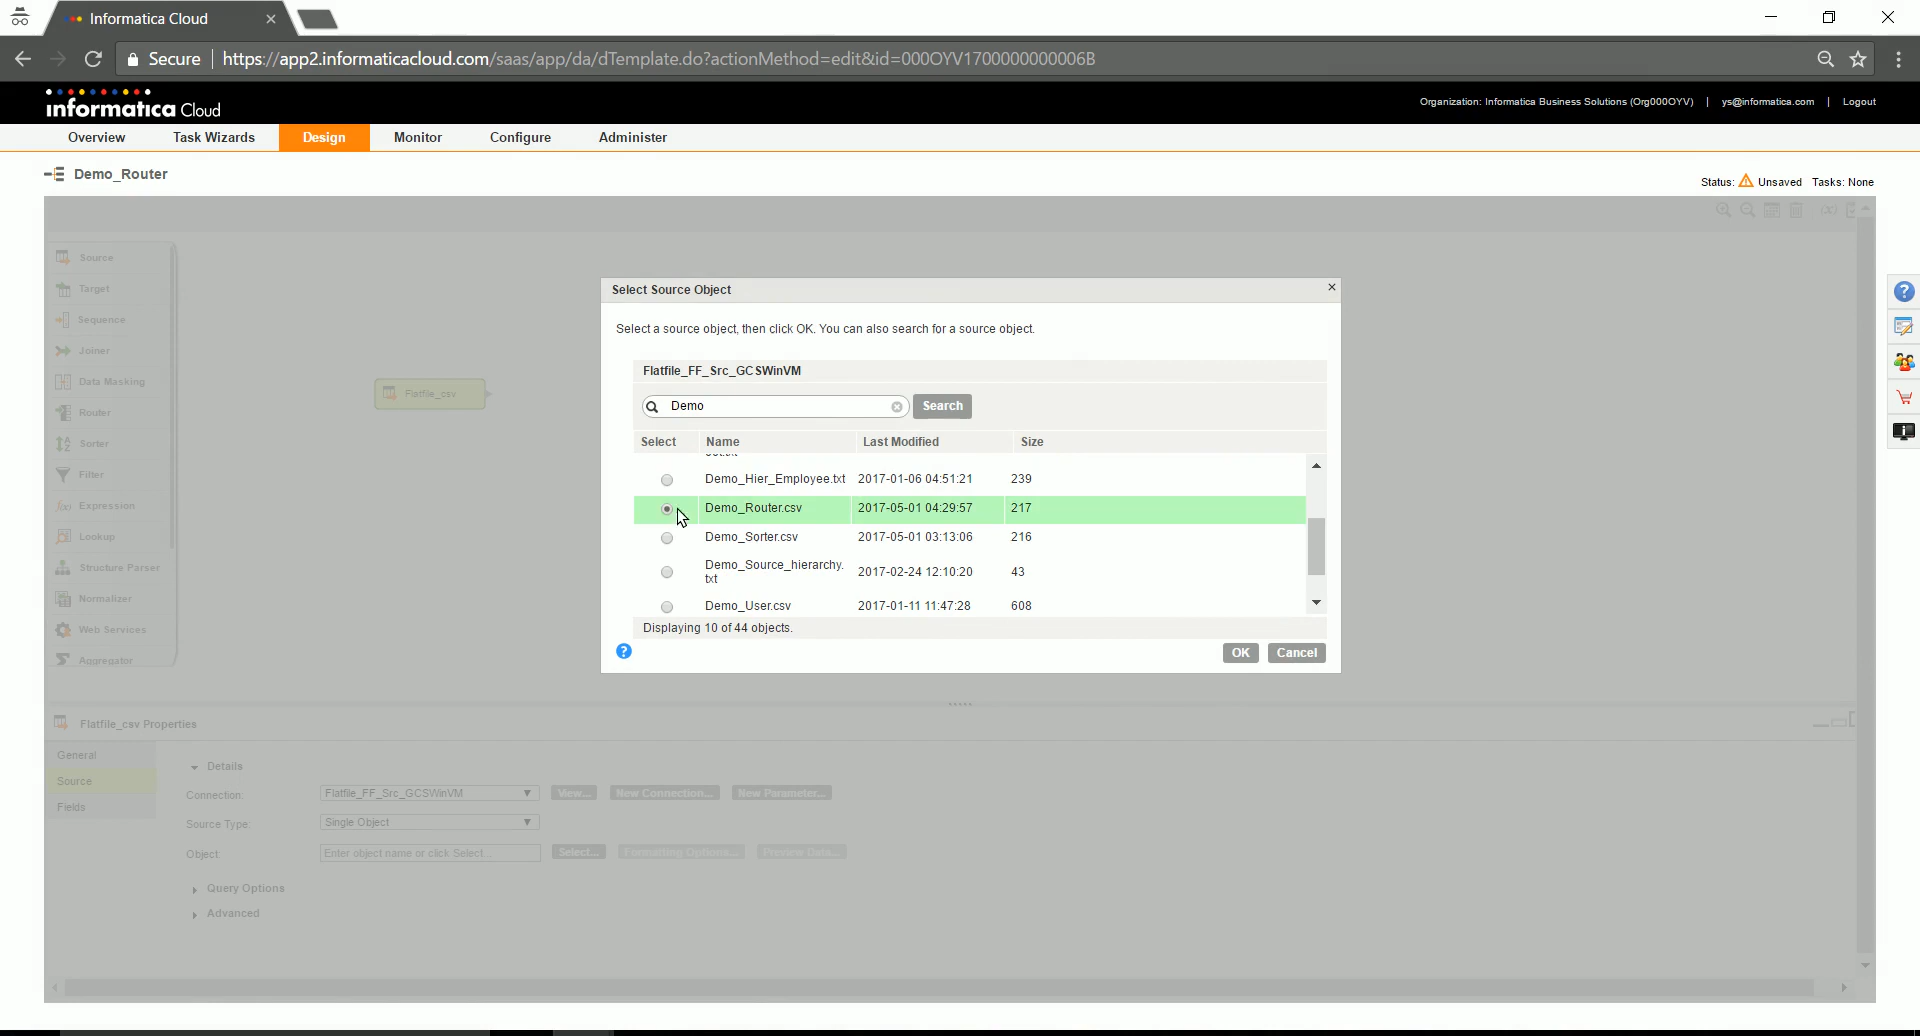 Informatica Cloud
Secure
https://app2.informaticacloud.com/saas/app/da/dTemplate.do?actionMethod=edit&id=000OYV1700000000006B
informatica Cloud
Organization: Informatica Business Solutions (Org000OYV) | ys@informatica.com | Logout
Overview Task Wizards Design Monitor Configure Administer
Demo_Router
Status: Unsaved Tasks: None
Source
Target
Sequence
Joiner
Data Masking
Router
Sorter
Filter
Expression
Lookup
Structure Parser
Normalizer
Web Services
Aggregator
Flatfile_csv
Select Source Object
Select a source object, then click OK. You can also search for a source object.
Flatfile_FF_Src_GCSWinVM
Demo Search
Select Name Last Modified Size
Demo_Hier_Employee.txt 2017-01-06 04:51:21 239
Demo_Router.csv 2017-05-01 04:29:57 217
Demo_Sorter.csv 2017-05-01 03:13:06 216
Demo_Source_hierarchy.
txt 2017-02-24 12:10:20 43
Demo_User.csv 2017-01-11 11:47:28 608
Displaying 10 of 44 objects.
OK Cancel
Flatfile_csv Properties
General
Source
Fields
Details
Connection: Flatfile_FF_Src_GCSWinVM View... New Connection... New Parameter...
Source Type: Single Object
Object: Enter object name or click Select... Select... Formatting Options... Preview Data...
Query Options
Advanced